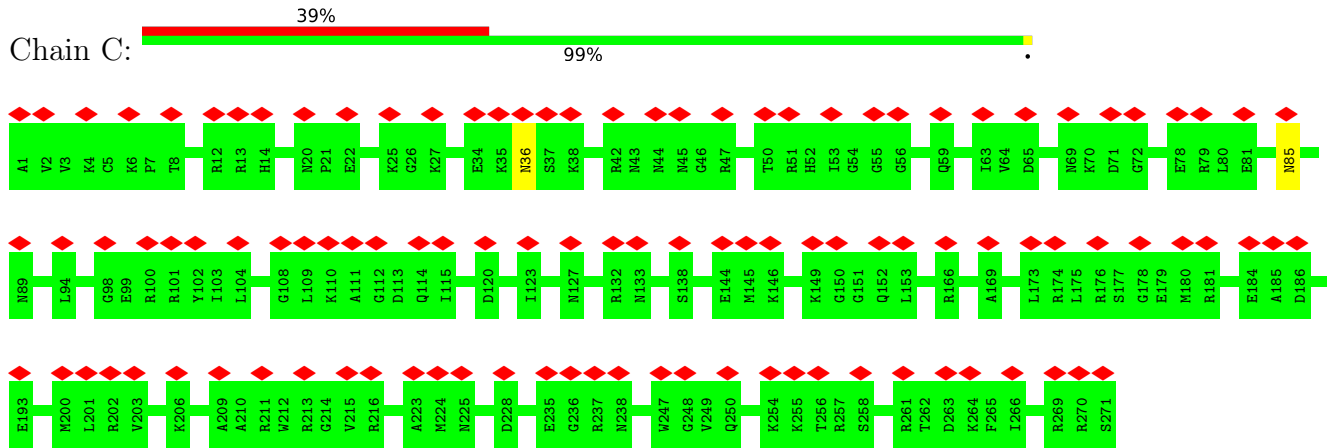 39%
Chain C:
99%
.
A1 V2 V3 K4 C5 K6 P7 T8 R12 R13 H14 N20 P21 E22 K25 G26 K27 E34 K35 N36 S37 K38 R42 N43 N44 N45 G46 R47 T50 R51 H52 I53 G54 G55 G56 Q59 I63 V64 D65 N69 K70 D71 G72 E78 R79 L80 E81 N85
N89 L94 G98 E99 R100 R101 Y102 I103 L104 G108 L109 K110 A111 G112 D113 Q114 I115 D120 I123 N127 R132 N133 S138 E144 M145 K146 K149 G150 G151 Q152 L153 R166 A169 L173 R174 L175 R176 S177 G178 E179 M180 R181 E184 A185 D186
E193 M200 L201 R202 V203 K206 A209 A210 R211 W212 R213 G214 V215 R216 A223 M224 N225 D228 E235 G236 R237 N238 W247 G248 V249 Q250 K254 K255 T256 R257 S258 R261 T262 D263 K264 F265 I266 R269 R270 S271